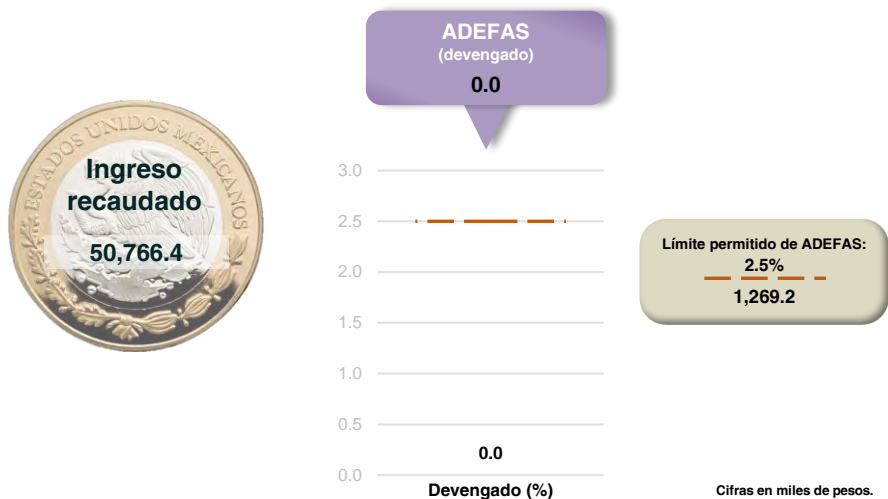 ADEFAS
(devengado)
0.0
ESTADOS UNIDOS MEXICANOS
Ingreso
recaudado
50,766.4
3.0
2.5
2.0
1.5
1.0
0.5
0.0
0.0
Devengado (%)
Límite permitido de ADEFAS:
2.5%
1,269.2
Cifras en miles de pesos.